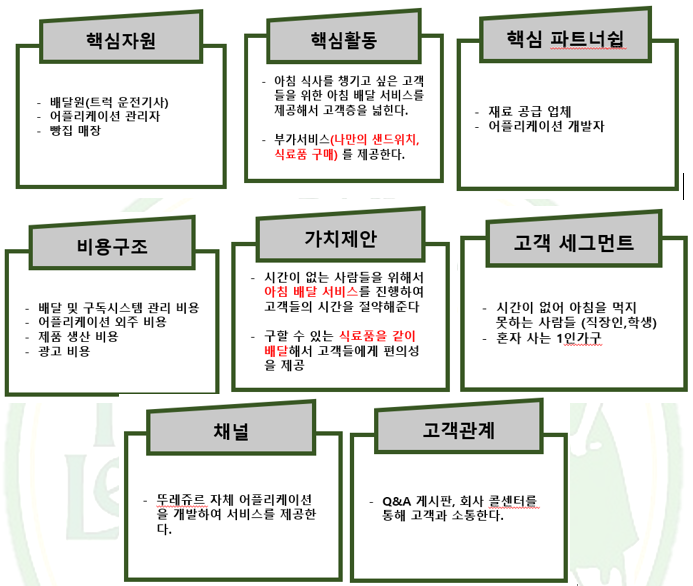 핵심자원
- 배달원(트럭 운전기사)
- 어플리케이션 관리자
- 빵집 매장
핵심활동
- 아침 식사를 챙기고 싶은 고객
들을 위한 아침 배달 서비스를
제공해서 고객증을 넓힌다.
- 부가서비스(나만의 샌드위치,
식료품 구매) 를 제공한다.
핵심 파트너쉽
- 재료 공급 업체
- 어플리케이션 개발자
비용구조
- 배달 및 구독시스템 관리 비용
- 어플리케이션 외주 비용
- 제품 생산 비용
- 광고 비용
가치제안
- 시간이 없는 사람들을 위해서
아침 배달 서비스를 진행하여
고객들의 시간을 절약해준다
- 구할 수 있는 식료품을 같이
배달해서 고객들에게 편의성
을 제공
고객 세그먼트
- 시간이 없어 아침을 먹지
못하는 사람들 (직장인,학생)
- 혼자 사는 1인가구
채널
- 뚜레쥬르 자체 어플리케이션
을 개발하여 서비스를 제공한
다.
고객관계
- Q&A 게시판, 회사 콜센터를
통해 고객과 소통한다.